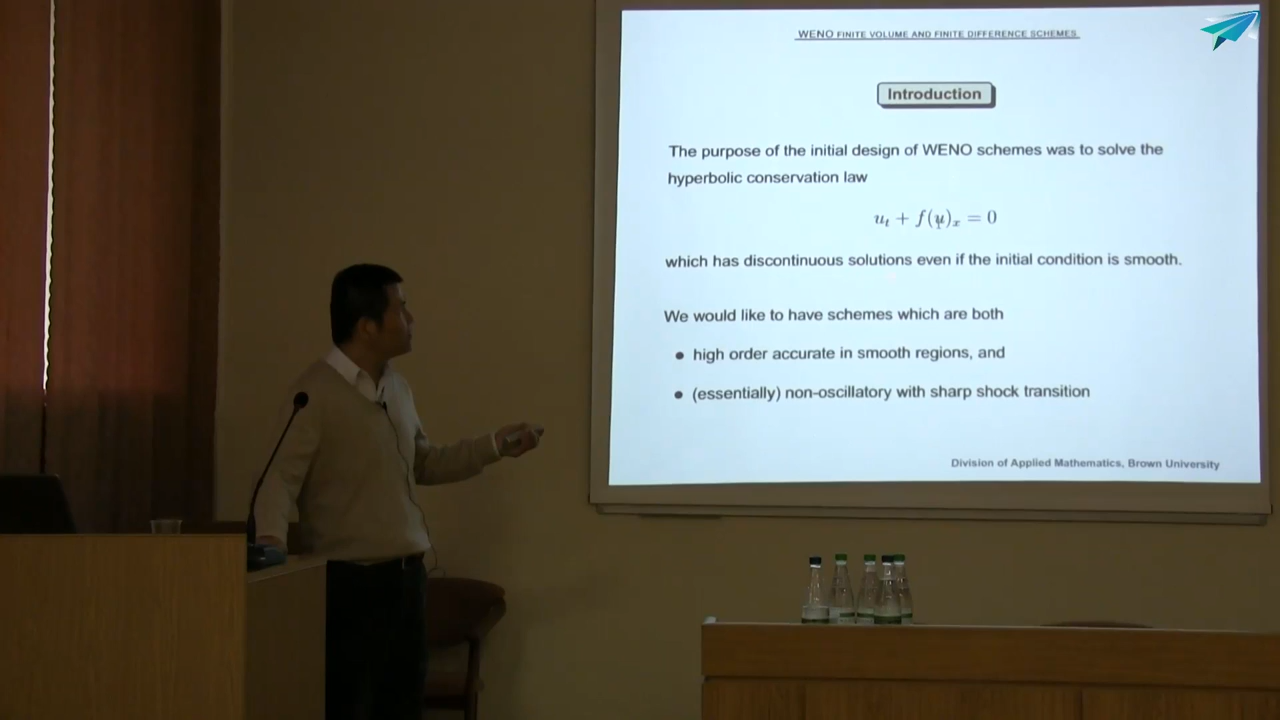 WENO FINITE VOLUME AND FINITE DIFFERENCE SCHEMES
Introduction
The purpose of the initial design of WENO schemes was to solve the
hyperbolic conservation law
u_t + f(u)_x = 0
which has discontinuous solutions even if the initial condition is smooth.
We would like to have schemes which are both
● high order accurate in smooth regions, and
● (essentially) non-oscillatory with sharp shock transition
Division of Applied Mathematics, Brown University